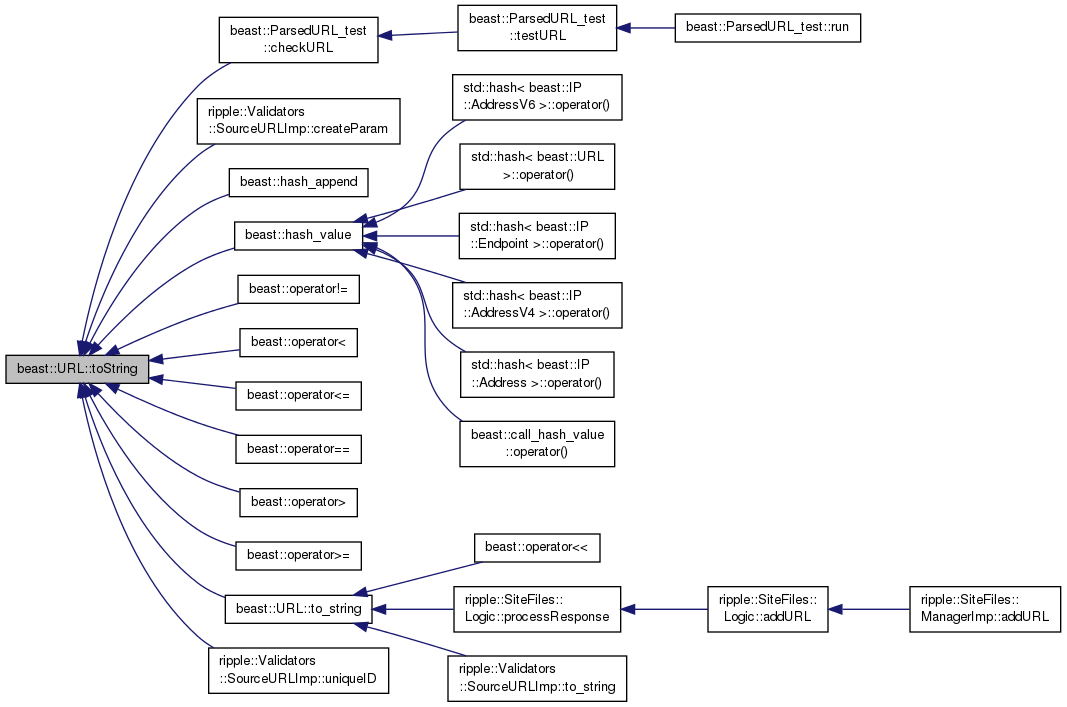 beast::ParsedURL_test
::checkURL
beast::ParsedURL_test
::testURL
beast::ParsedURL_test::run
ripple::Validators
::SourceURLImp::createParam
beast::hash_append
beast::hash_value
std::hash< beast::IP
::AddressV6 >::operator()
std::hash< beast::URL
>::operator()
std::hash< beast::IP
::Endpoint >::operator()
std::hash< beast::IP
::AddressV4 >::operator()
std::hash< beast::IP
::Address >::operator()
beast::call_hash_value
::operator()
beast::operator!=
beast::operator<
beast::URL::toString
beast::operator<=
beast::operator==
beast::operator>
beast::operator>=
beast::URL::to_string
beast::operator<<
ripple::SiteFiles::
Logic::processResponse
ripple::SiteFiles::
Logic::addURL
ripple::SiteFiles::
ManagerImp::addURL
ripple::Validators
::SourceURLImp::to_string
ripple::Validators
::SourceURLImp::uniqueID